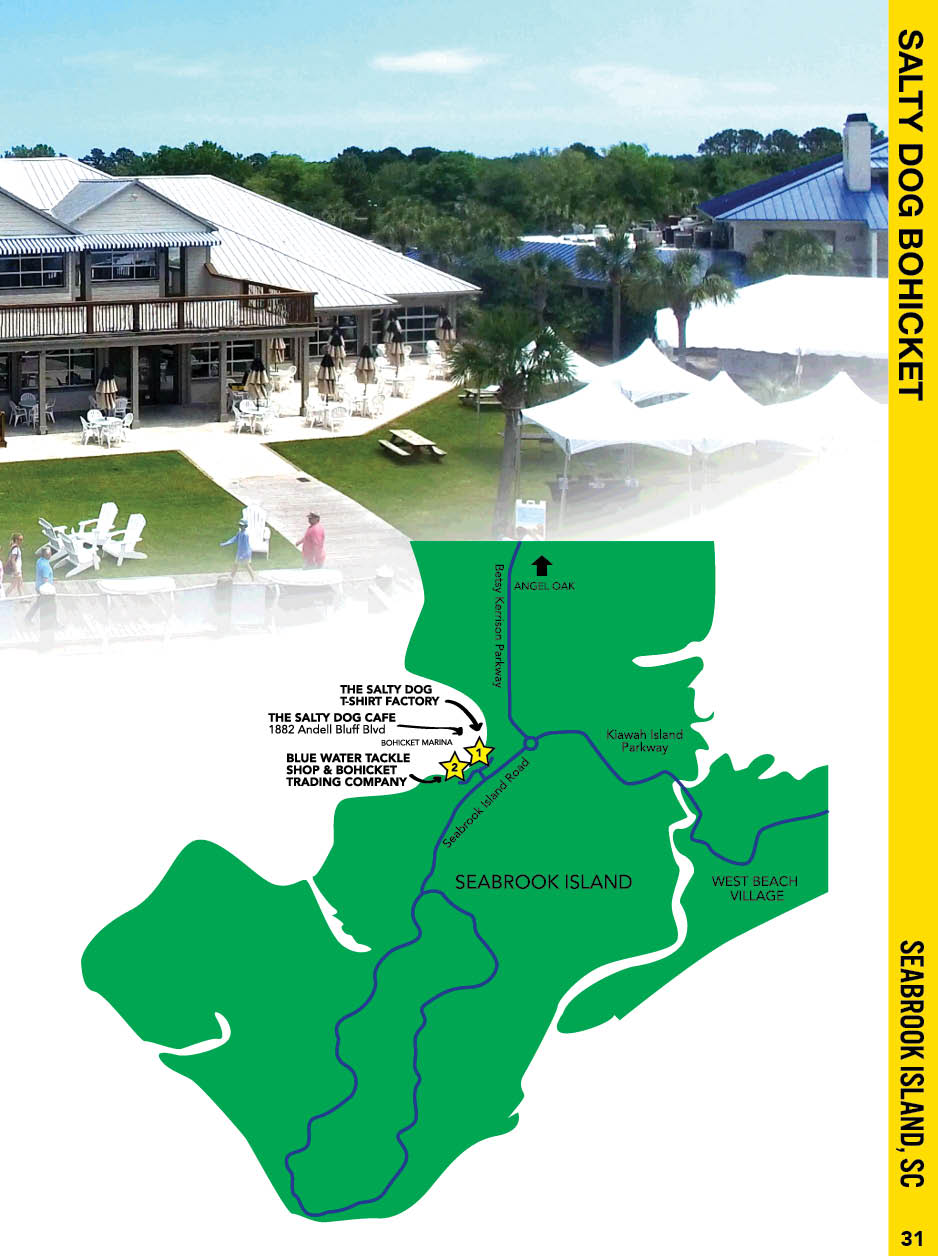 SALTY DOG BOHICKET
ANGEL OAK
Betsy Kerrison Parkway
THE SALTY DOG
T-SHIRT FACTORY
THE SALTY DOG CAFE
1882 Andell Bluff Blvd
BOHICKET MARINA
BLUE WATER TACKLE
SHOP & BOHICKET
TRADING COMPANY
1
2
Kiawah Island
Parkway
Seabrook Island Road
SEABROOK ISLAND
WEST BEACH
VILLAGE
SEABROOK ISLAND, SC
31